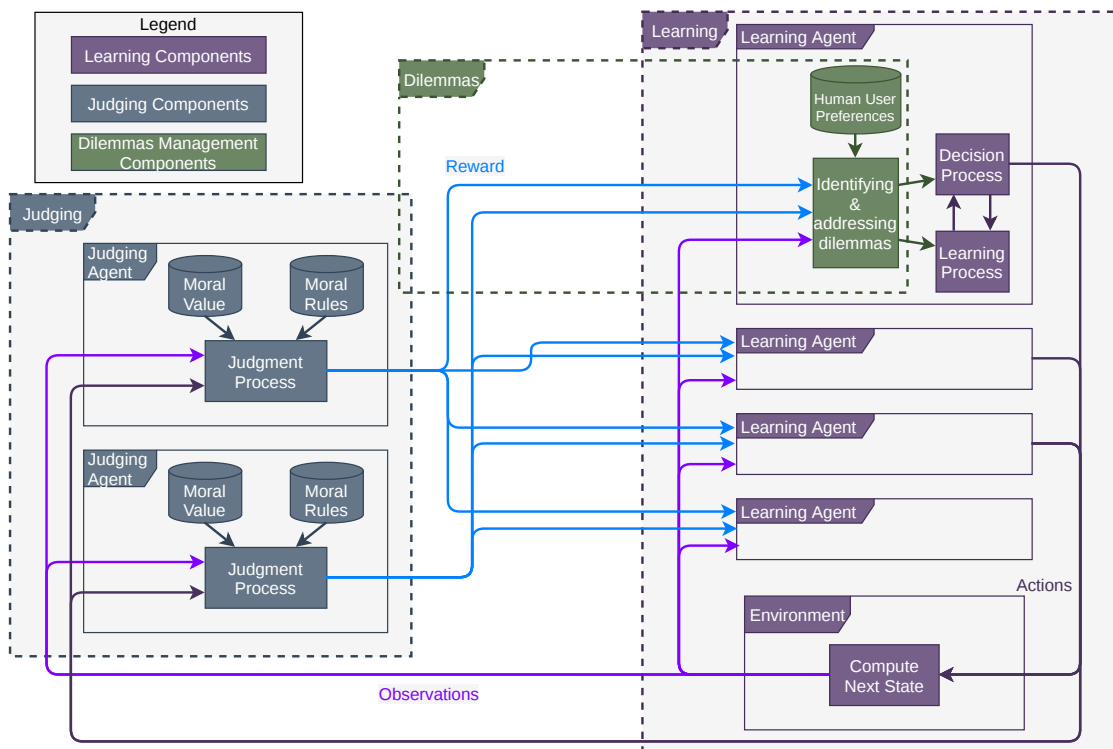 Legend
Learning Components
Judging Components
Dilemmas Management
Components
Learning
Learning Agent
Dilemmas
Human User
Preferences
Decision
Process
Reward
Identifying
&
addressing
dilemmas
Learning
Process
Judging
Judging
Agent
Moral
Value
Moral
Rules
Judgment
Process
Learning Agent
Learning Agent
Judging
Agent
Moral
Value
Moral
Rules
Judgment
Process
Learning Agent
Actions
Environment
Compute
Next State
Observations